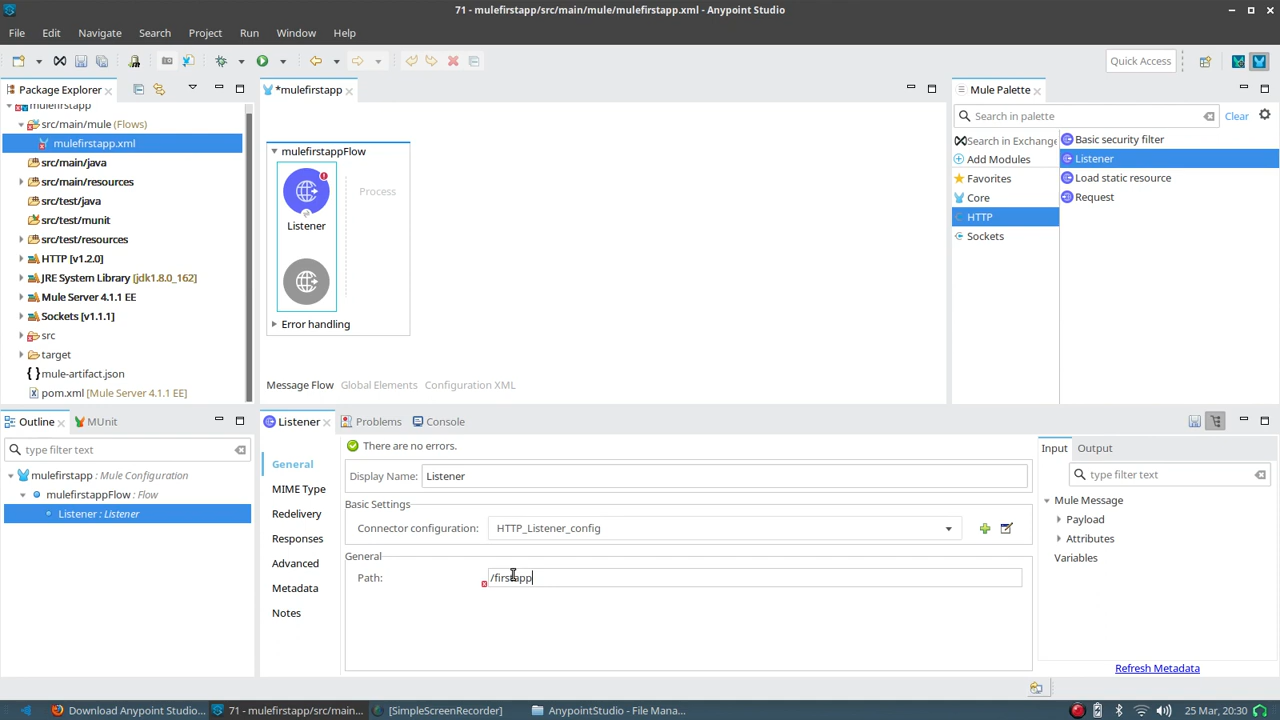 71 - mulefirstapp/src/main/mule/mulefirstapp.xml - Anypoint Studio
File Edit Navigate Search Project Run Window Help
Quick Access
Package Explorer
mulefirstapp
src/main/mule (Flows)
mulefirstapp.xml
src/main/java
src/main/resources
src/test/java
src/test/munit
src/test/resources
HTTP [v1.2.0]
JRE System Library [jdk1.8.0_162]
Mule Server 4.1.1 EE
Sockets [v1.1.1]
src
target
mule-artifact.json
pom.xml [Mule Server 4.1.1 EE]
*mulefirstapp
mulefirstappFlow
Process
Listener
Error handling
Message Flow Global Elements Configuration XML
Mule Palette
Search in palette
Clear
Search in Exchange
Add Modules
Favorites
Core
HTTP
Sockets
Basic security filter
Listener
Load static resource
Request
Outline MUnit
type filter text
mulefirstapp : Mule Configuration
mulefirstappFlow : Flow
Listener : Listener
Listener Problems Console
General
MIME Type
Redelivery
Responses
Advanced
Metadata
Notes
There are no errors.
Display Name: Listener
Basic Settings
Connector configuration: HTTP_Listener_config
General
Path: /firstapp
Input Output
type filter text
Mule Message
Payload
Attributes
Variables
Refresh Metadata
Download Anypoint Studio... 71 - mulefirstapp/src/main... [SimpleScreenRecorder] AnypointStudio - File Mana... 25 Mar, 20:30